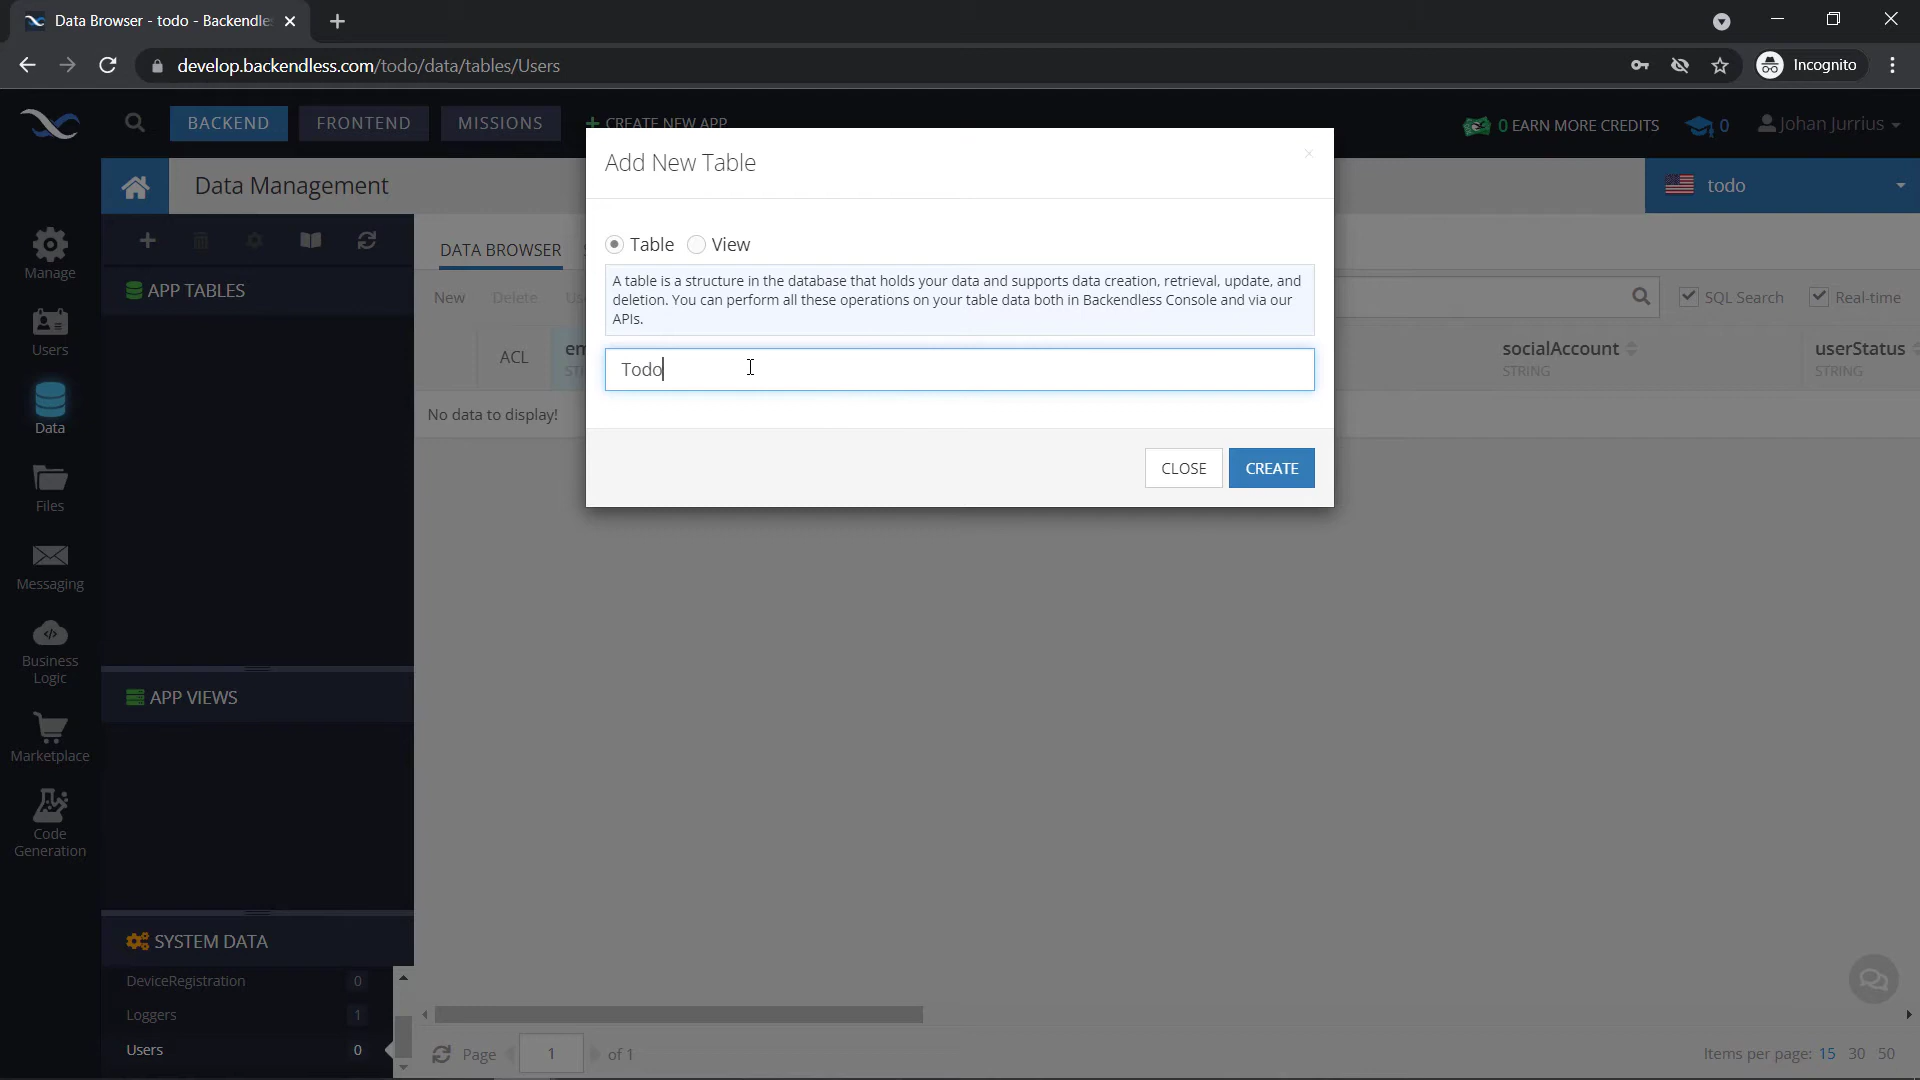 Data Browser - todo - Backendle
develop.backendless.com/todo/data/tables/Users
Incognito
BACKEND
FRONTEND
MISSIONS
+ CREATE NEW APP
0 EARN MORE CREDITS
0
Johan Jurrius
Data Management
todo
Add New Table
Table
View
A table is a structure in the database that holds your data and supports data creation, retrieval, update, and
deletion. You can perform all these operations on your table data both in Backendless Console and via our
APIs.
Todo
CLOSE
CREATE
Manage
Users
Data
Files
Messaging
Business
Logic
Marketplace
Code
Generation
APP TABLES
APP VIEWS
SYSTEM DATA
DeviceRegistration 0
Loggers 1
Users 0
DATA BROWSER
New
Delete
SQL Search
Real-time
ACL
socialAccount
STRING
userStatus
STRING
No data to display!
Page 1 of 1
Items per page: 15 30 50